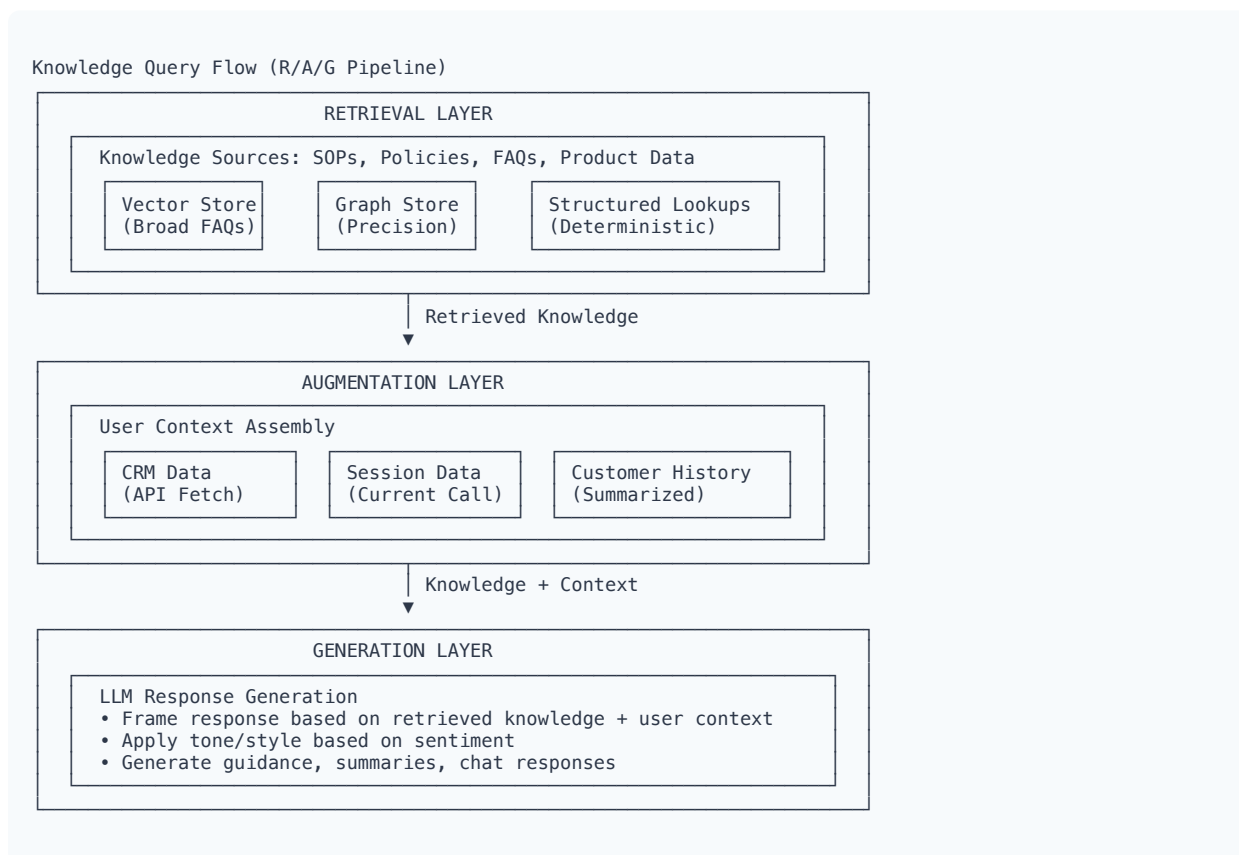 Knowledge Query Flow (R/A/G Pipeline)
RETRIEVAL LAYER
Knowledge Sources: SOPs, Policies, FAQs, Product Data
Vector Store Graph Store Structured Lookups
(Broad FAQs) (Precision) (Deterministic)
Retrieved Knowledge
AUGMENTATION LAYER
User Context Assembly
CRM Data Session Data Customer History
(API Fetch) (Current Call) (Summarized)
Knowledge + Context
GENERATION LAYER
LLM Response Generation
• Frame response based on retrieved knowledge + user context
• Apply tone/style based on sentiment
• Generate guidance, summaries, chat responses